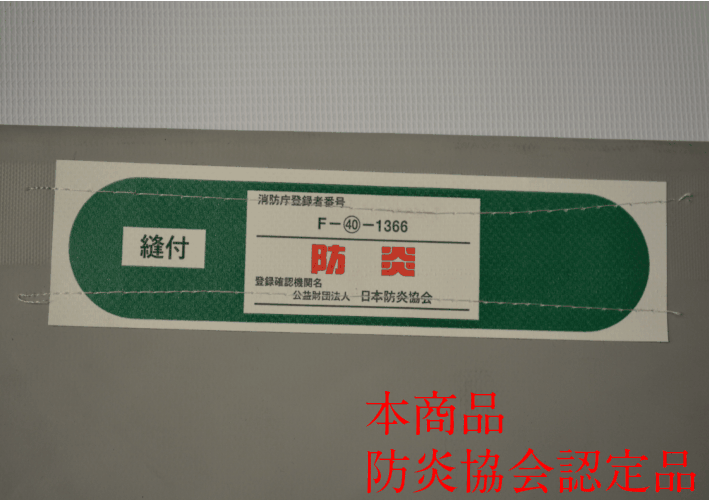 消防庁登録者番号
F－㊵－1366
縫付
防 炎
登録確認機関名
公益財団法人 日本防炎協会
本商品
防炎協会認定品